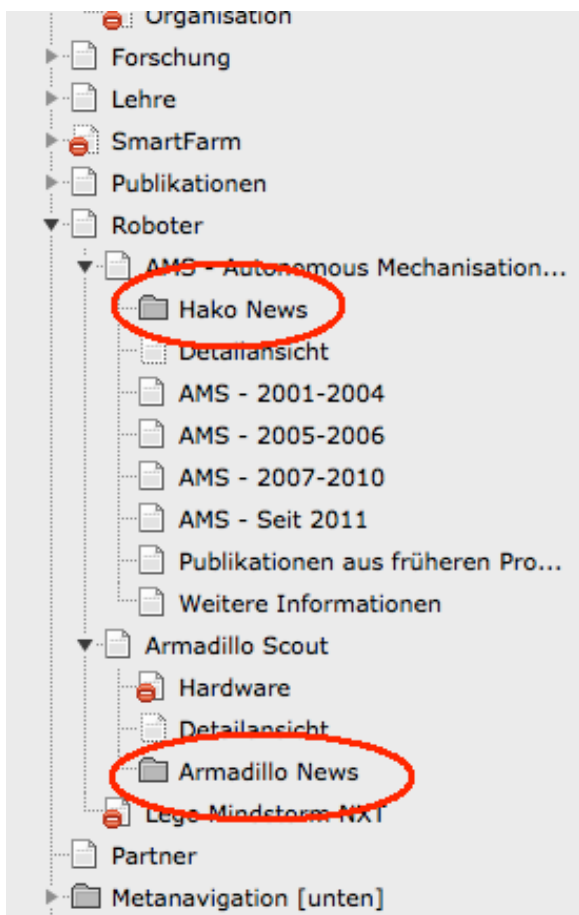 Organisation
Forschung
Lehre
SmartFarm
Publikationen
Roboter
AMS - Autonomous Mechanisation...
Hako News
Detailansicht
AMS - 2001-2004
AMS - 2005-2006
AMS - 2007-2010
AMS - Seit 2011
Publikationen aus früheren Pro...
Weitere Informationen
Armadillo Scout
Hardware
Detailansicht
Armadillo News
Lego Mindstorm NXT
Partner
Metanavigation [unten]